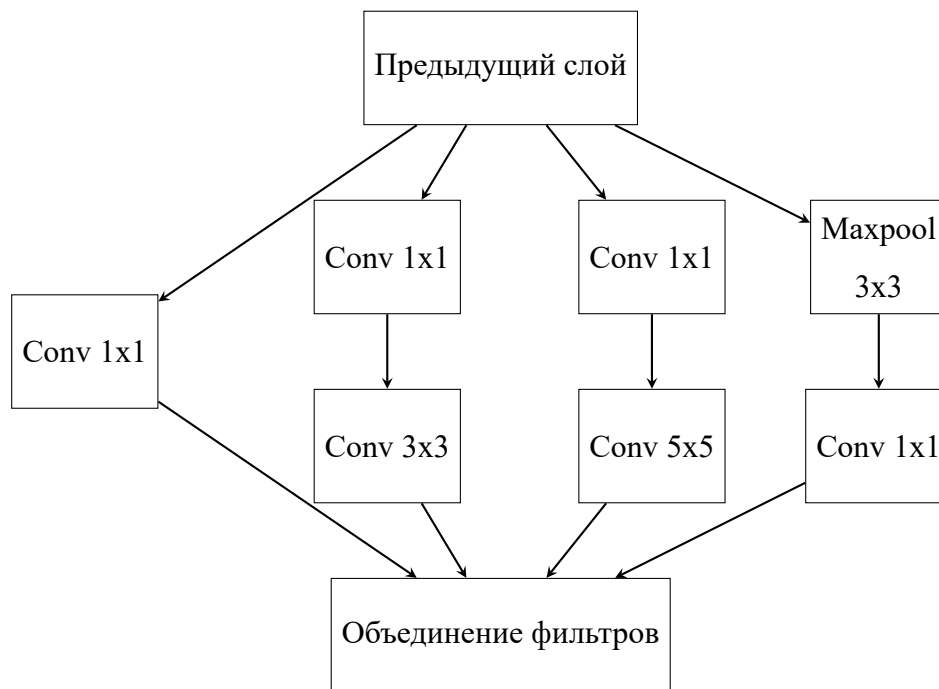 Предыдущий слой
Conv 1x1
Conv 1x1
Maxpool
3x3
Conv 1x1
Conv 3x3
Conv 5x5
Conv 1x1
Объединение фильтров